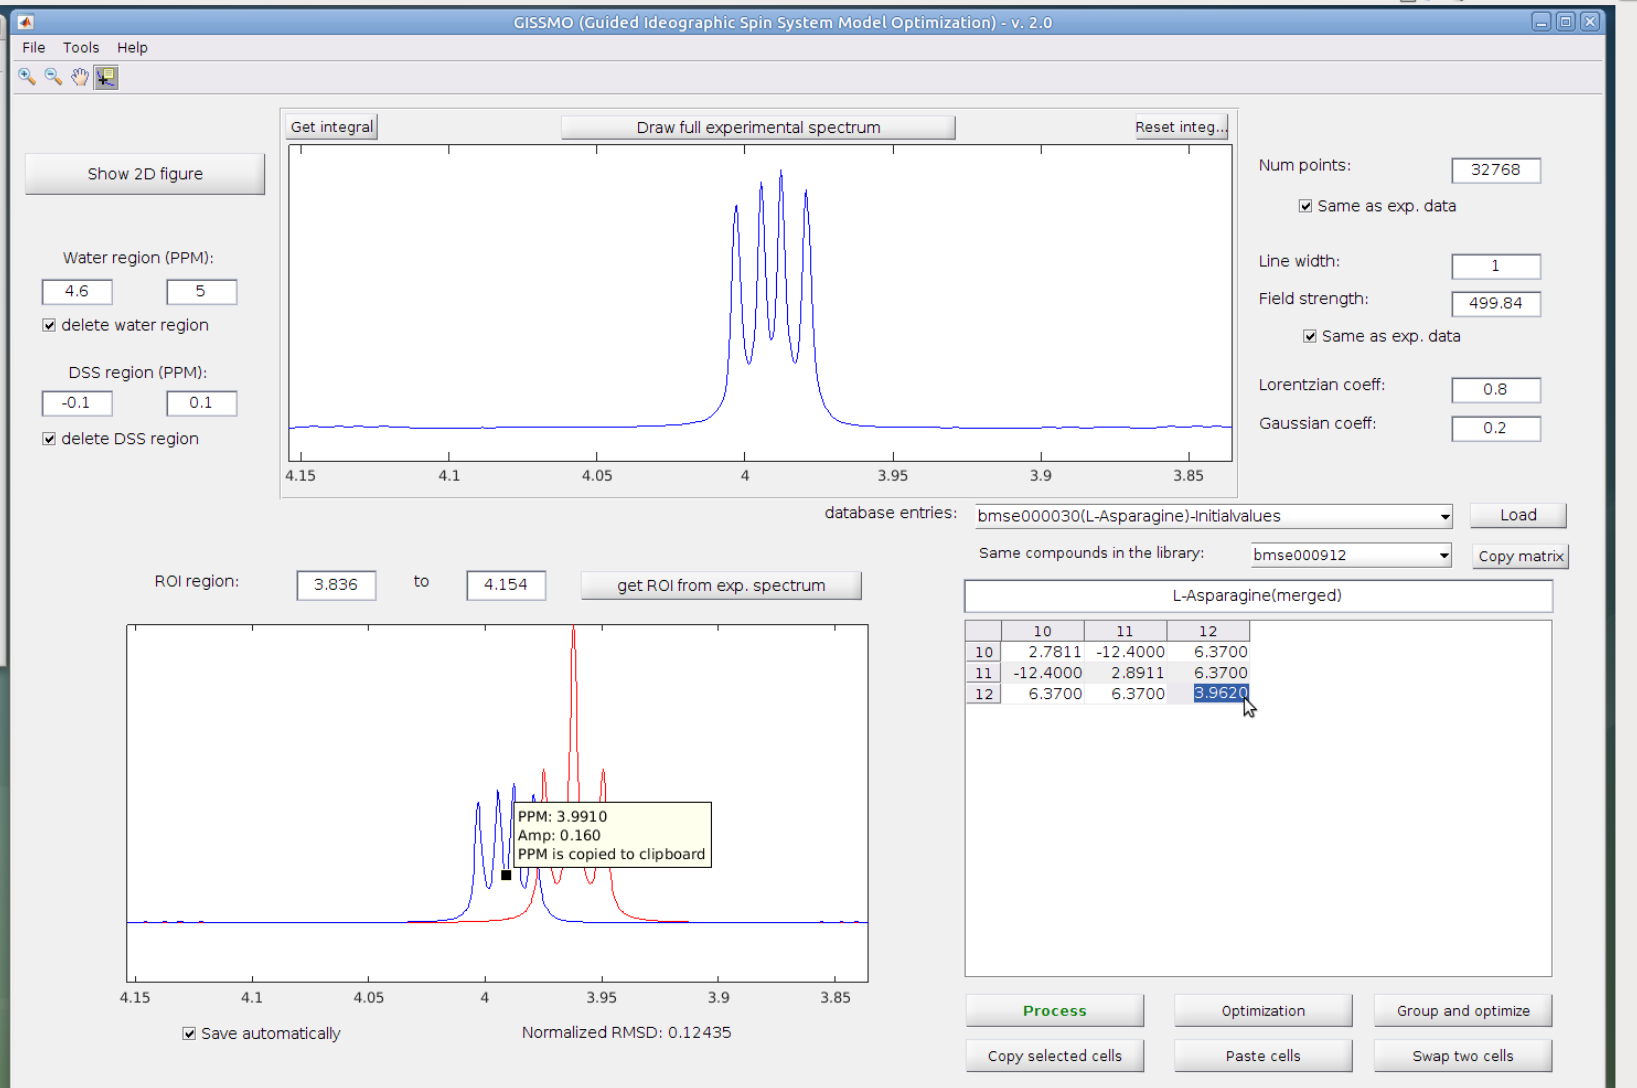 GISSMO (Guided Ideographic Spin System Model Optimization) - v. 2.0
File Tools Help
Get integral
Draw full experimental spectrum
Reset integ...
Show 2D figure
Water region (PPM):
4.6 5
delete water region
DSS region (PPM):
-0.1 0.1
delete DSS region
4.15 4.1 4.05 4 3.95 3.9 3.85
Num points: 32768
Same as exp. data
Line width: 1
Field strength: 499.84
Same as exp. data
Lorentzian coeff: 0.8
Gaussian coeff: 0.2
database entries: bmse000030(L-Asparagine)-Initialvalues Load
Same compounds in the library: bmse000912 Copy matrix
ROI region: 3.836 to 4.154 get ROI from exp. spectrum
L-Asparagine(merged)
10 11 12
10 2.7811 -12.4000 6.3700
11 -12.4000 2.8911 6.3700
12 6.3700 6.3700 3.9620
PPM: 3.9910
Amp: 0.160
PPM is copied to clipboard
4.15 4.1 4.05 4 3.95 3.9 3.85
Save automatically
Normalized RMSD: 0.12435
Process Optimization Group and optimize
Copy selected cells Paste cells Swap two cells